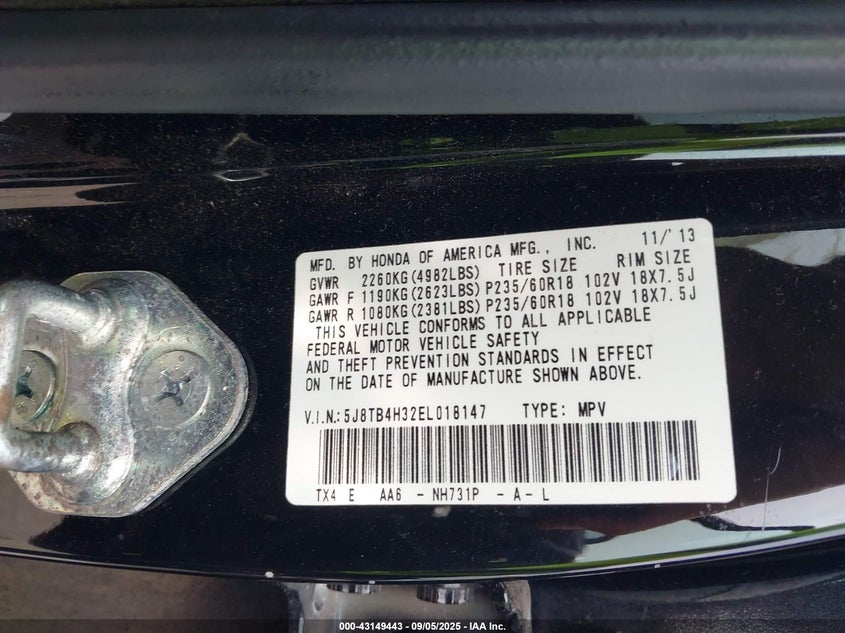 MFD. BY HONDA OF AMERICA MFG., INC. 11/'13
GVWR 2260KG(4982LBS) TIRE SIZE RIM SIZE
GAWR F 1190KG(2623LBS) P235/60R18 102V 18X7.5J
GAWR R 1080KG(2381LBS) P235/60R18 102V 18X7.5J
THIS VEHICLE CONFORMS TO ALL APPLICABLE
FEDERAL MOTOR VEHICLE SAFETY
AND THEFT PREVENTION STANDARDS IN EFFECT
ON THE DATE OF MANUFACTURE SHOWN ABOVE.
V.I.N.: 5J8TB4H32EL018147 TYPE: MPV
TX4 E AA6 - NH731P - A - L
000-43149443 - 09/05/2025 - IAA Inc.